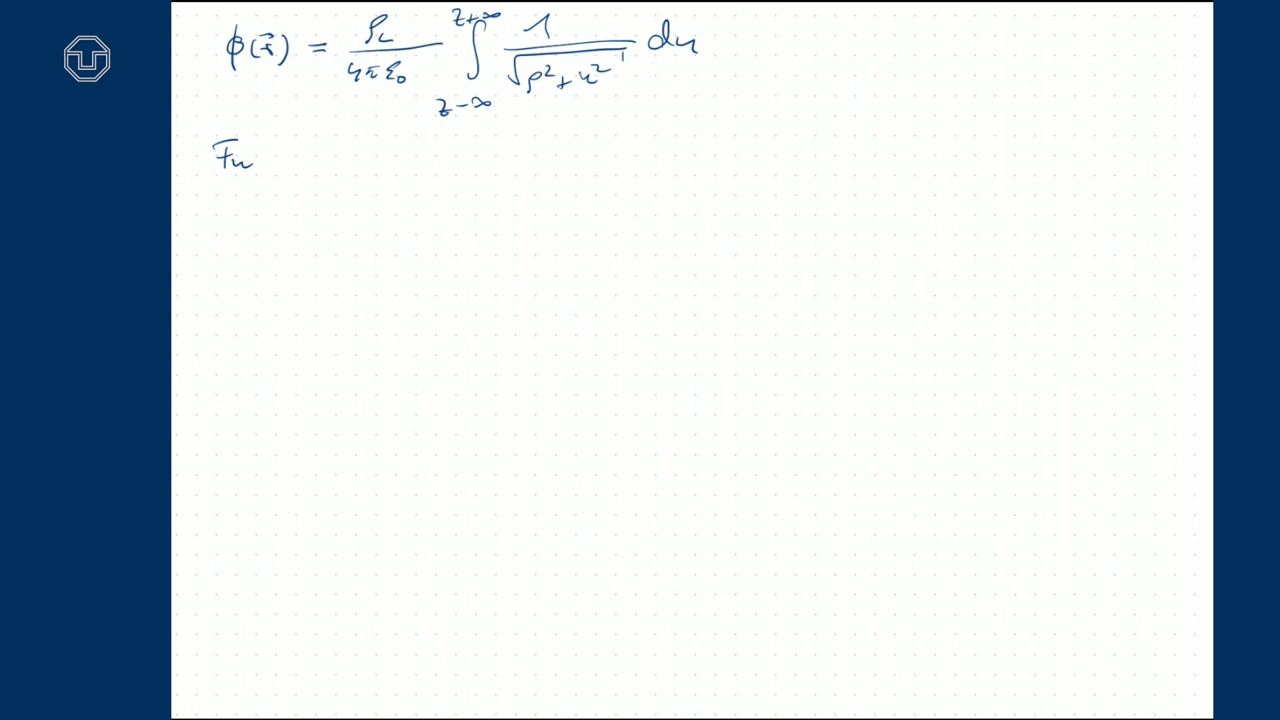 ϕ(r⃗) = ρ_L / (4πε₀) ∫_{z-∞}^{z+∞} 1 / √(ρ² + u²) du
Fu